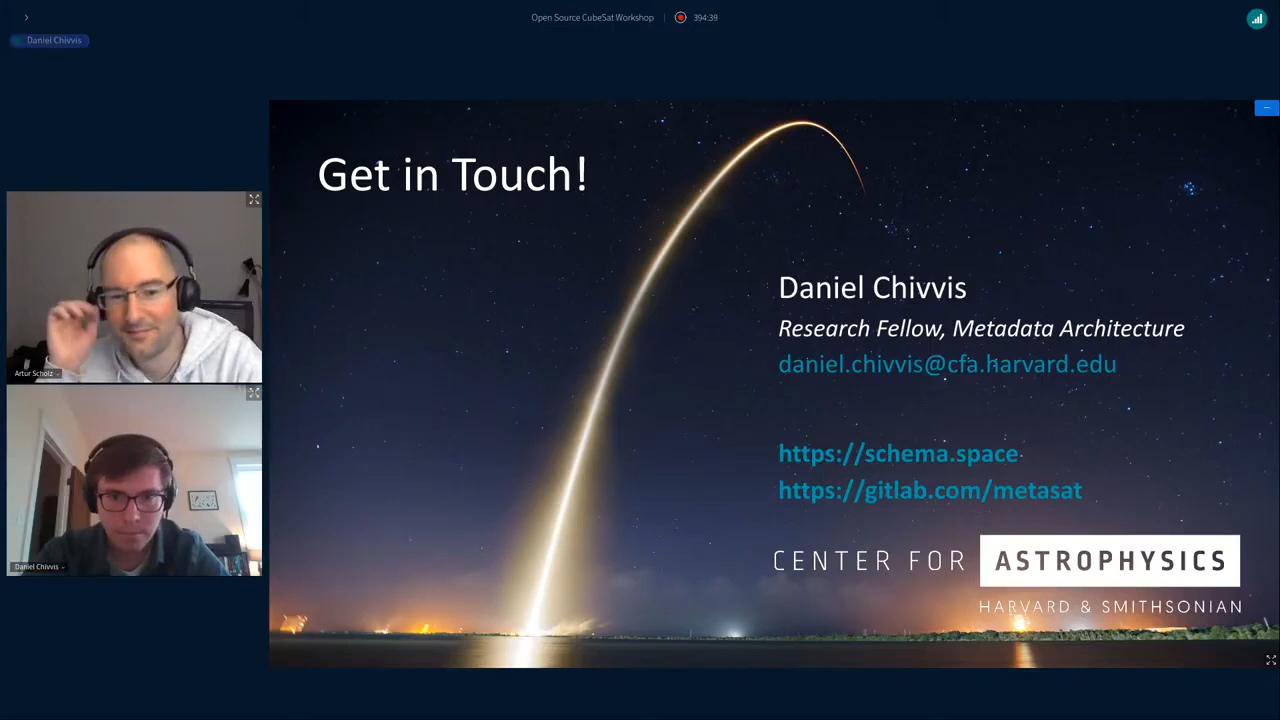 Open Source CubeSat Workshop
394:39
Daniel Chivvis
Get in Touch!
Daniel Chivvis
Research Fellow, Metadata Architecture
daniel.chivvis@cfa.harvard.edu
https://schema.space
https://gitlab.com/metasat
CENTER FOR ASTROPHYSICS
HARVARD & SMITHSONIAN
Artur Scholz
Daniel Chivvis